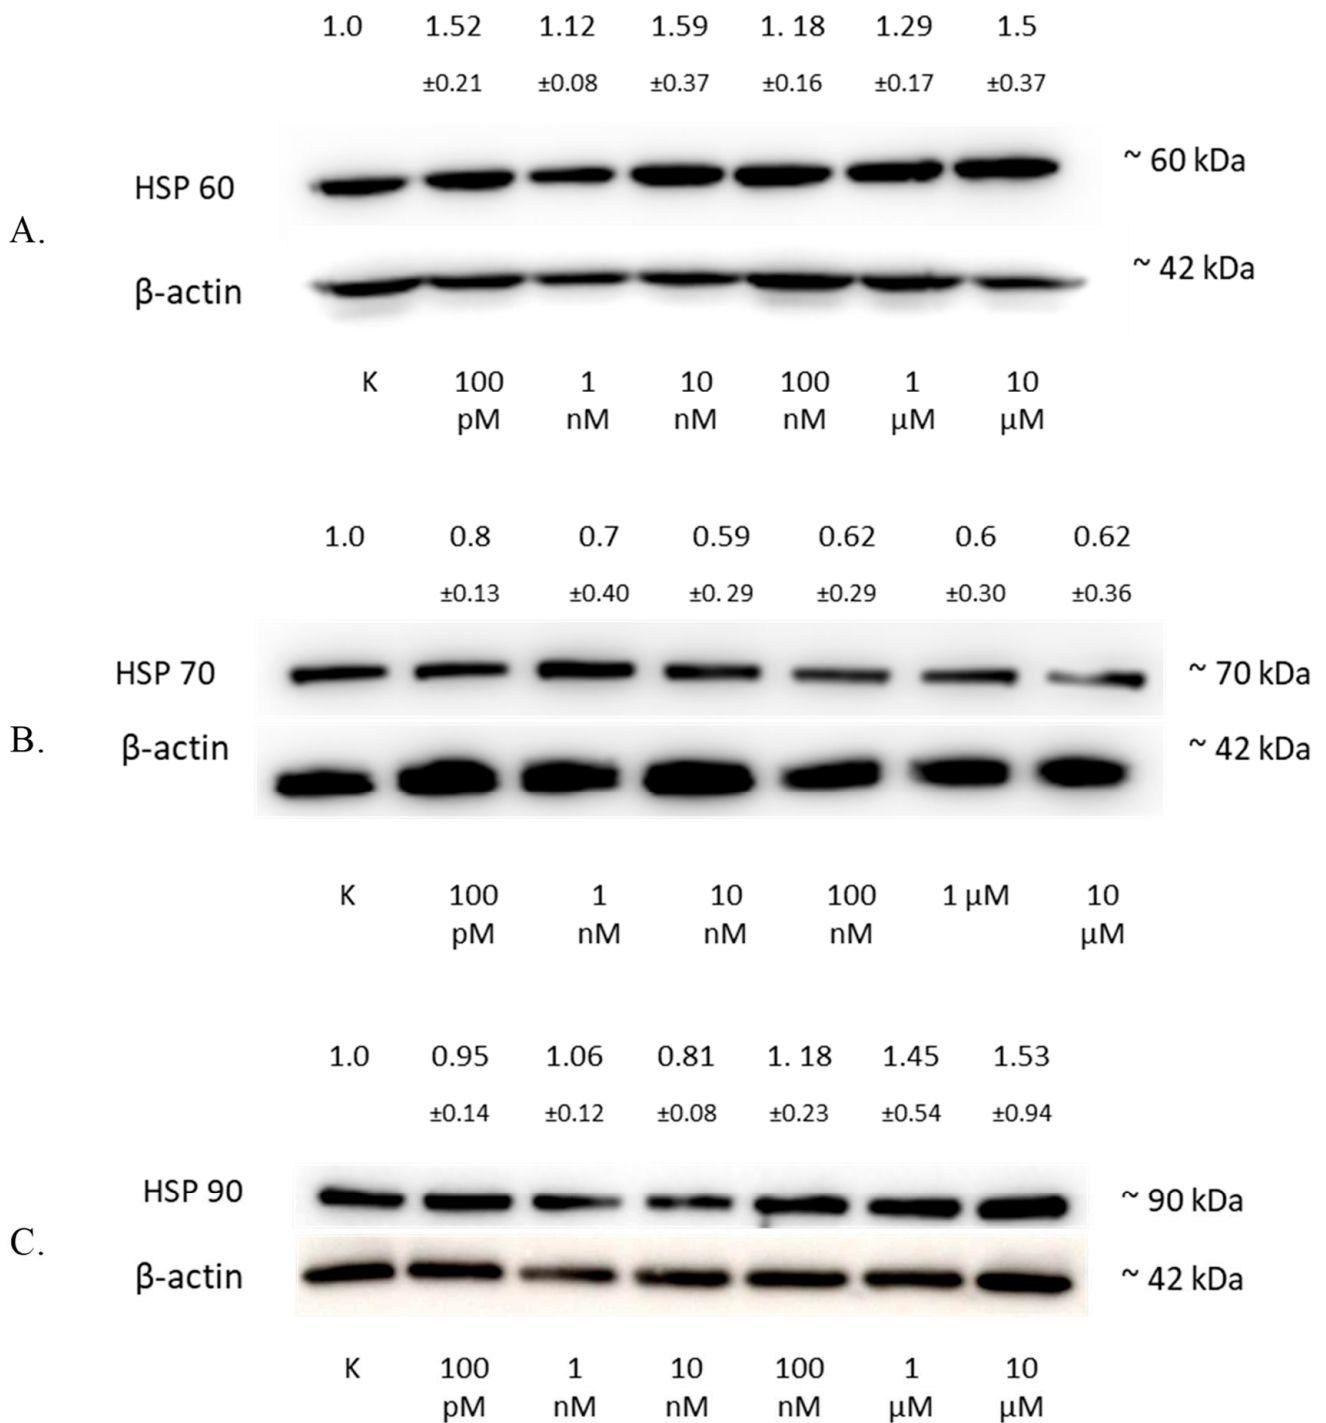 1.0 1.52 1.12 1.59 1. 18 1.29 1.5
±0.21 ±0.08 ±0.37 ±0.16 ±0.17 ±0.37
~ 60 kDa
HSP 60
A.
~ 42 kDa
β-actin
K 100 1 10 100 1 10
pM nM nM nM μM μM
1.0 0.8 0.7 0.59 0.62 0.6 0.62
±0.13 ±0.40 ±0. 29 ±0.29 ±0.30 ±0.36
HSP 70 ~ 70 kDa
B. β-actin ~ 42 kDa
K 100 1 10 100 1 μM 10
pM nM nM nM μM
1.0 0.95 1.06 0.81 1. 18 1.45 1.53
±0.14 ±0.12 ±0.08 ±0.23 ±0.54 ±0.94
HSP 90 ~ 90 kDa
C.
β-actin ~ 42 kDa
K 100 1 10 100 1 10
pM nM nM nM μM μM